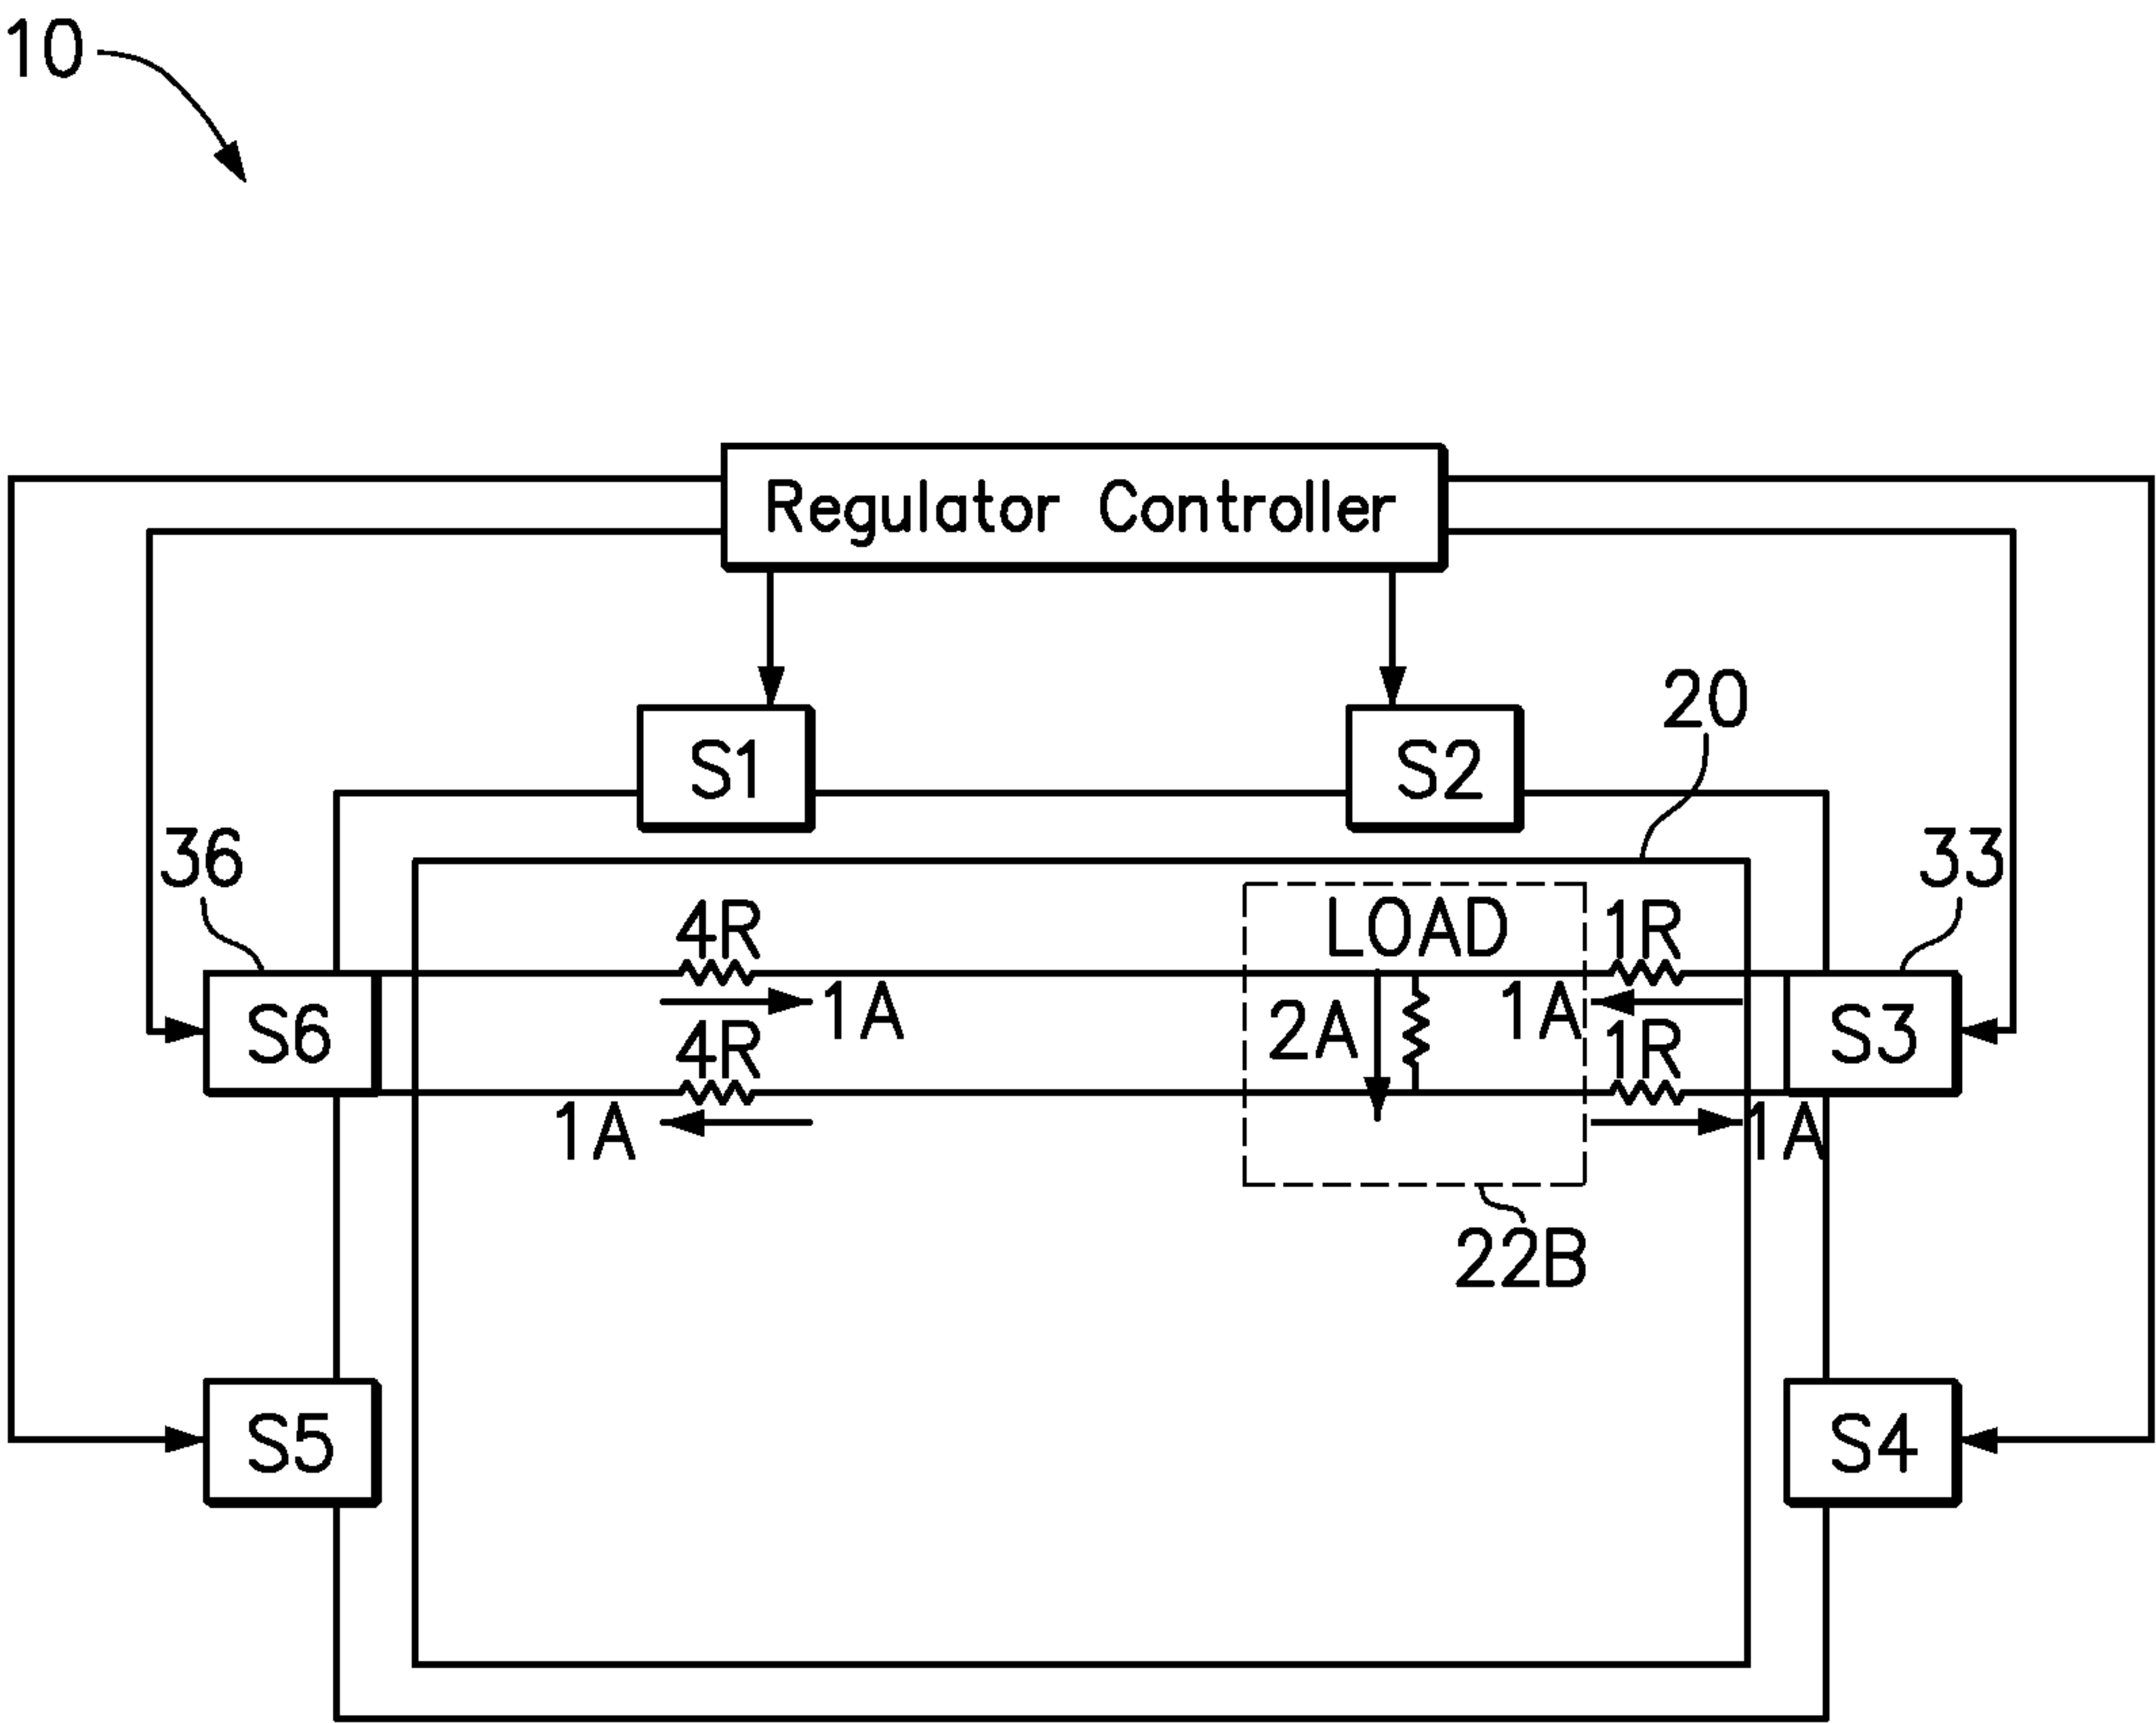 10
Regulator Controller
20
S1
S2
36
33
4R
LOAD
1R
S6
1A
2A
1A
S3
4R
1R
1A
1A
22B
S5
S4